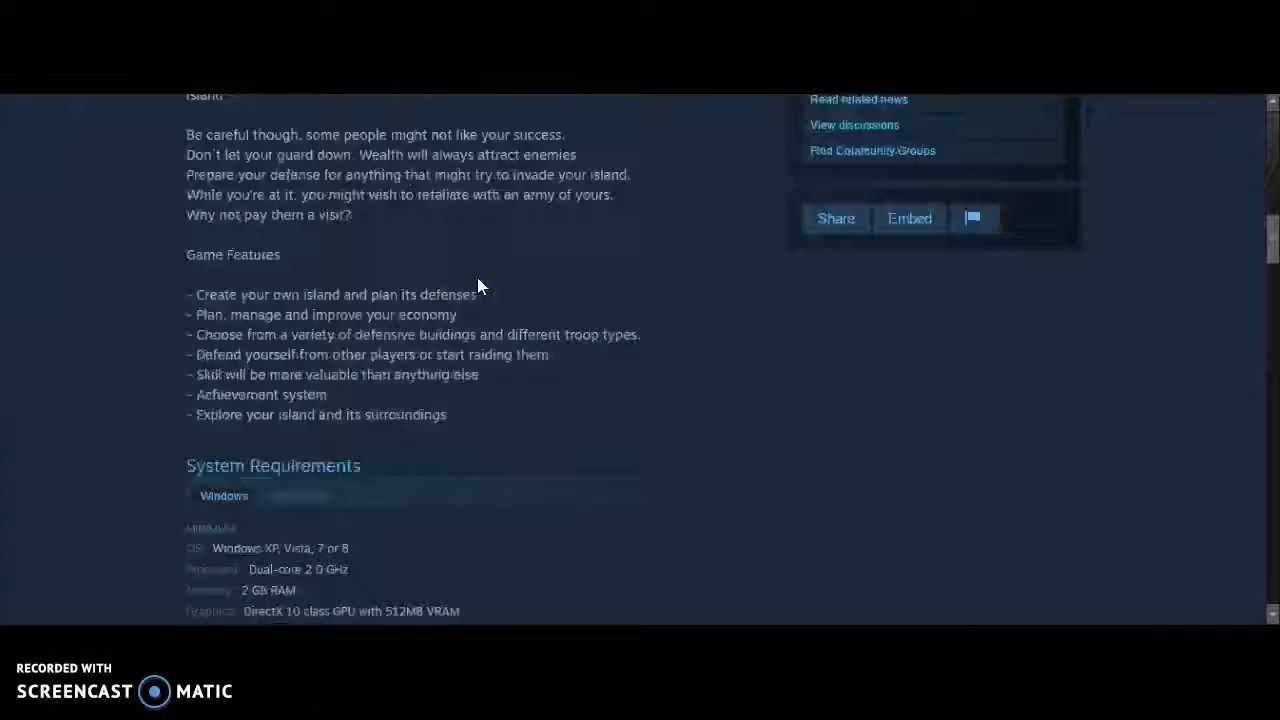 Island
Be careful though, some people might not like your success.
Don't let your guard down. Wealth will always attract enemies
Prepare your defense for anything that might try to invade your island.
While you're at it, you might wish to retaliate with an army of yours.
Why not pay them a visit?
Game Features
- Create your own island and plan its defenses
- Plan, manage and improve your economy
- Choose from a variety of defensive buildings and different troop types.
- Defend yourself from other players or start raiding them
- Skill will be more valuable than anything else
- Achievement system
- Explore your island and its surroundings
System Requirements
Windows
MINIMUM:
OS: Windows XP, Vista, 7 or 8
Processor: Dual-core 2.0 GHz
Memory: 2 GB RAM
Graphics: DirectX 10 class GPU with 512MB VRAM
Read related news
View discussions
Find Community Groups
Share Embed
RECORDED WITH
SCREENCAST MATIC